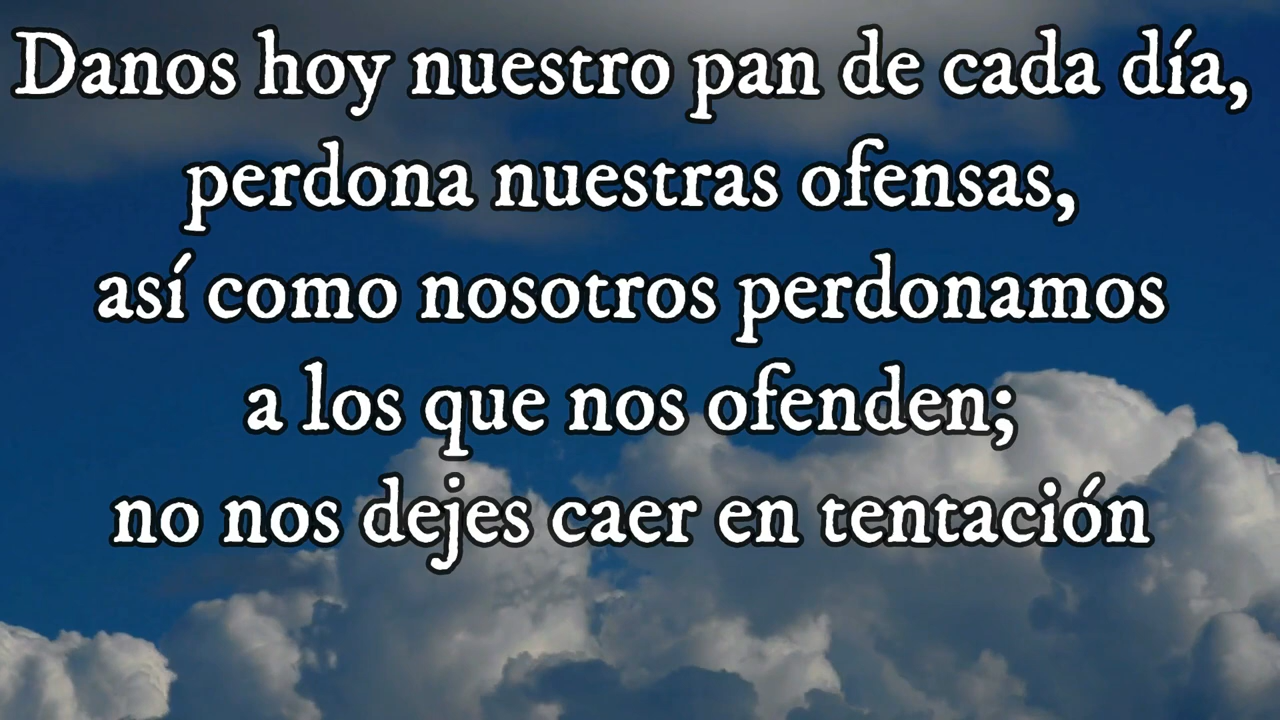 Danos hoy nuestro pan de cada día,
perdona nuestras ofensas,
así como nosotros perdonamos
a los que nos ofenden;
no nos dejes caer en tentación